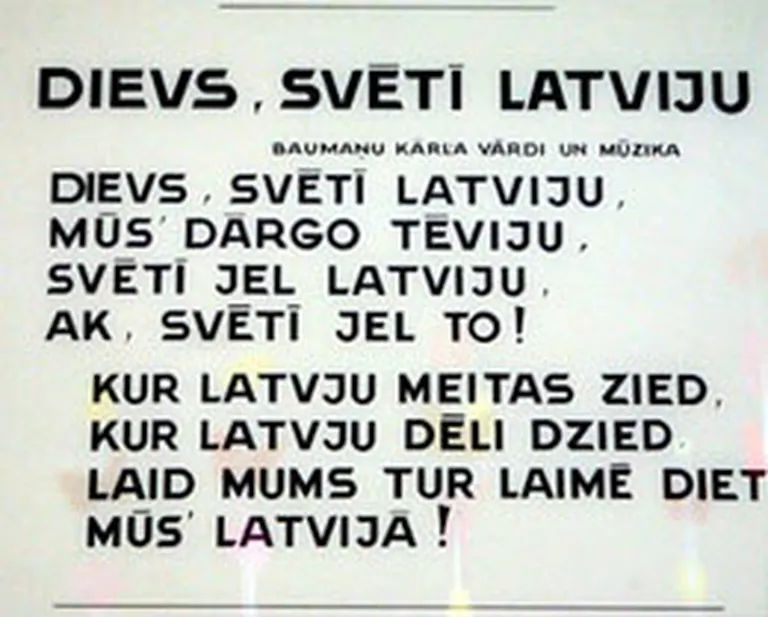 DIEVS, SVĒTĪ LATVIJU
BAUMAŅU KĀRĻA VĀRDI UN MŪZIKA
DIEVS, SVĒTĪ LATVIJU,
MŪS' DĀRGO TĒVIJU,
SVĒTĪ JEL LATVIJU,
AK, SVĒTĪ JEL TO!
KUR LATVJU MEITAS ZIED,
KUR LATVJU DĒLI DZIED,
LAID MUMS TUR LAIMĒ DIET
MŪS' LATVIJĀ!